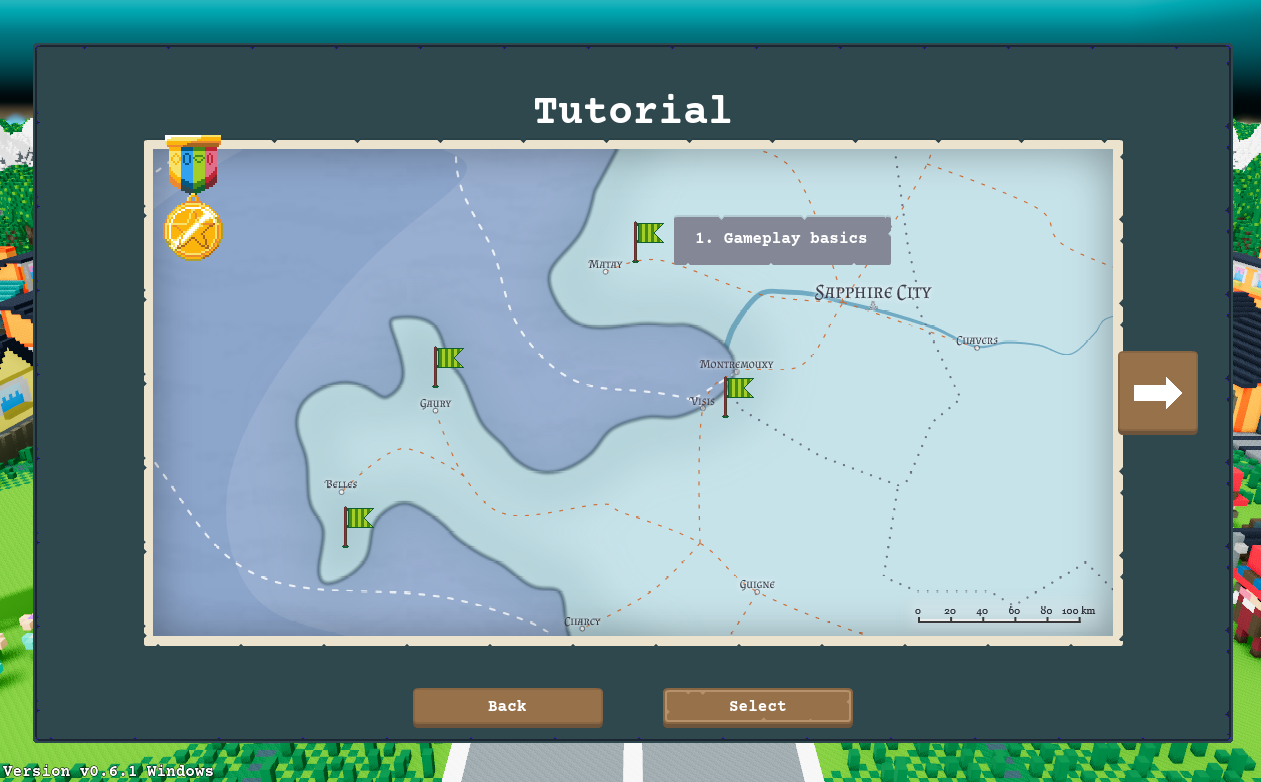 Tutorial
1. Gameplay basics
Matay
Sapphire City
Cuavers
Montremouxy
Visis
Gaury
Belles
Guigne
Charcy
0 20 40 60 80 100 km
Back
Select
Version v0.6.1 Windows